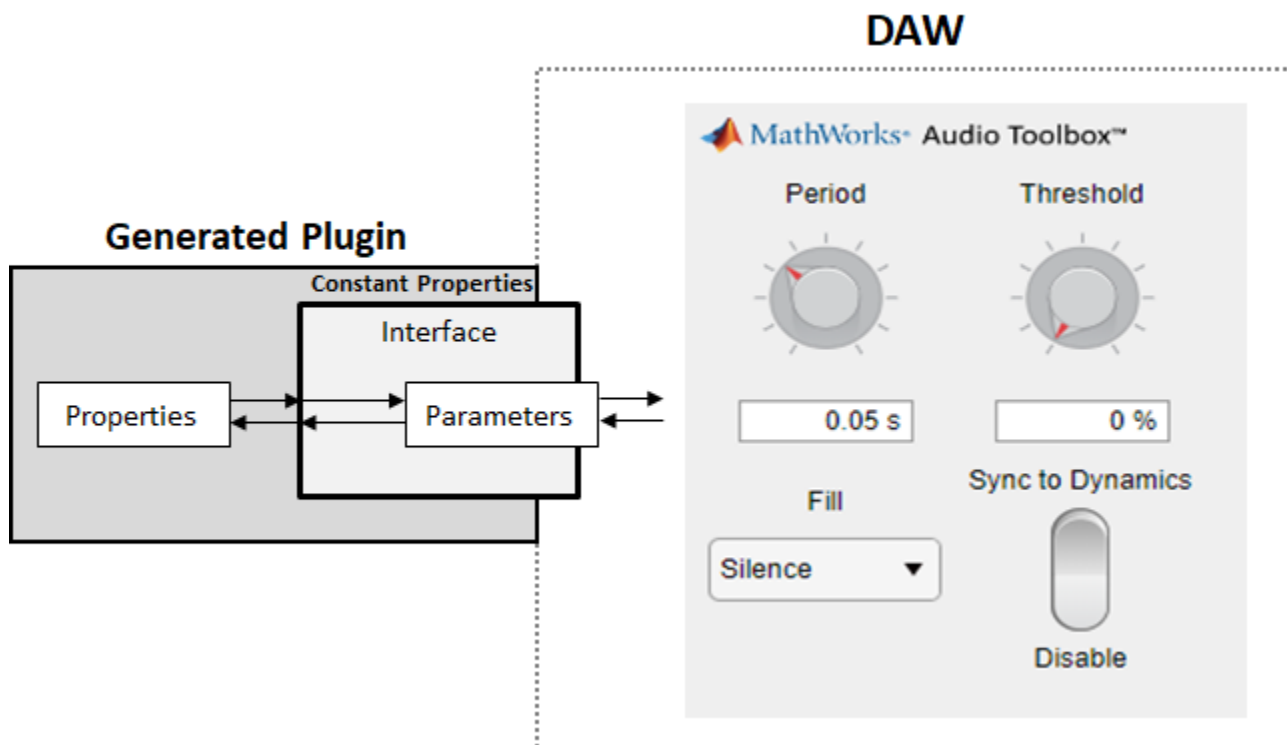 DAW
MathWorks® Audio Toolbox™
Period
Threshold
Generated Plugin
Constant Properties
Interface
Properties
Parameters
0.05 s
0 %
Sync to Dynamics
Fill
Silence
Disable